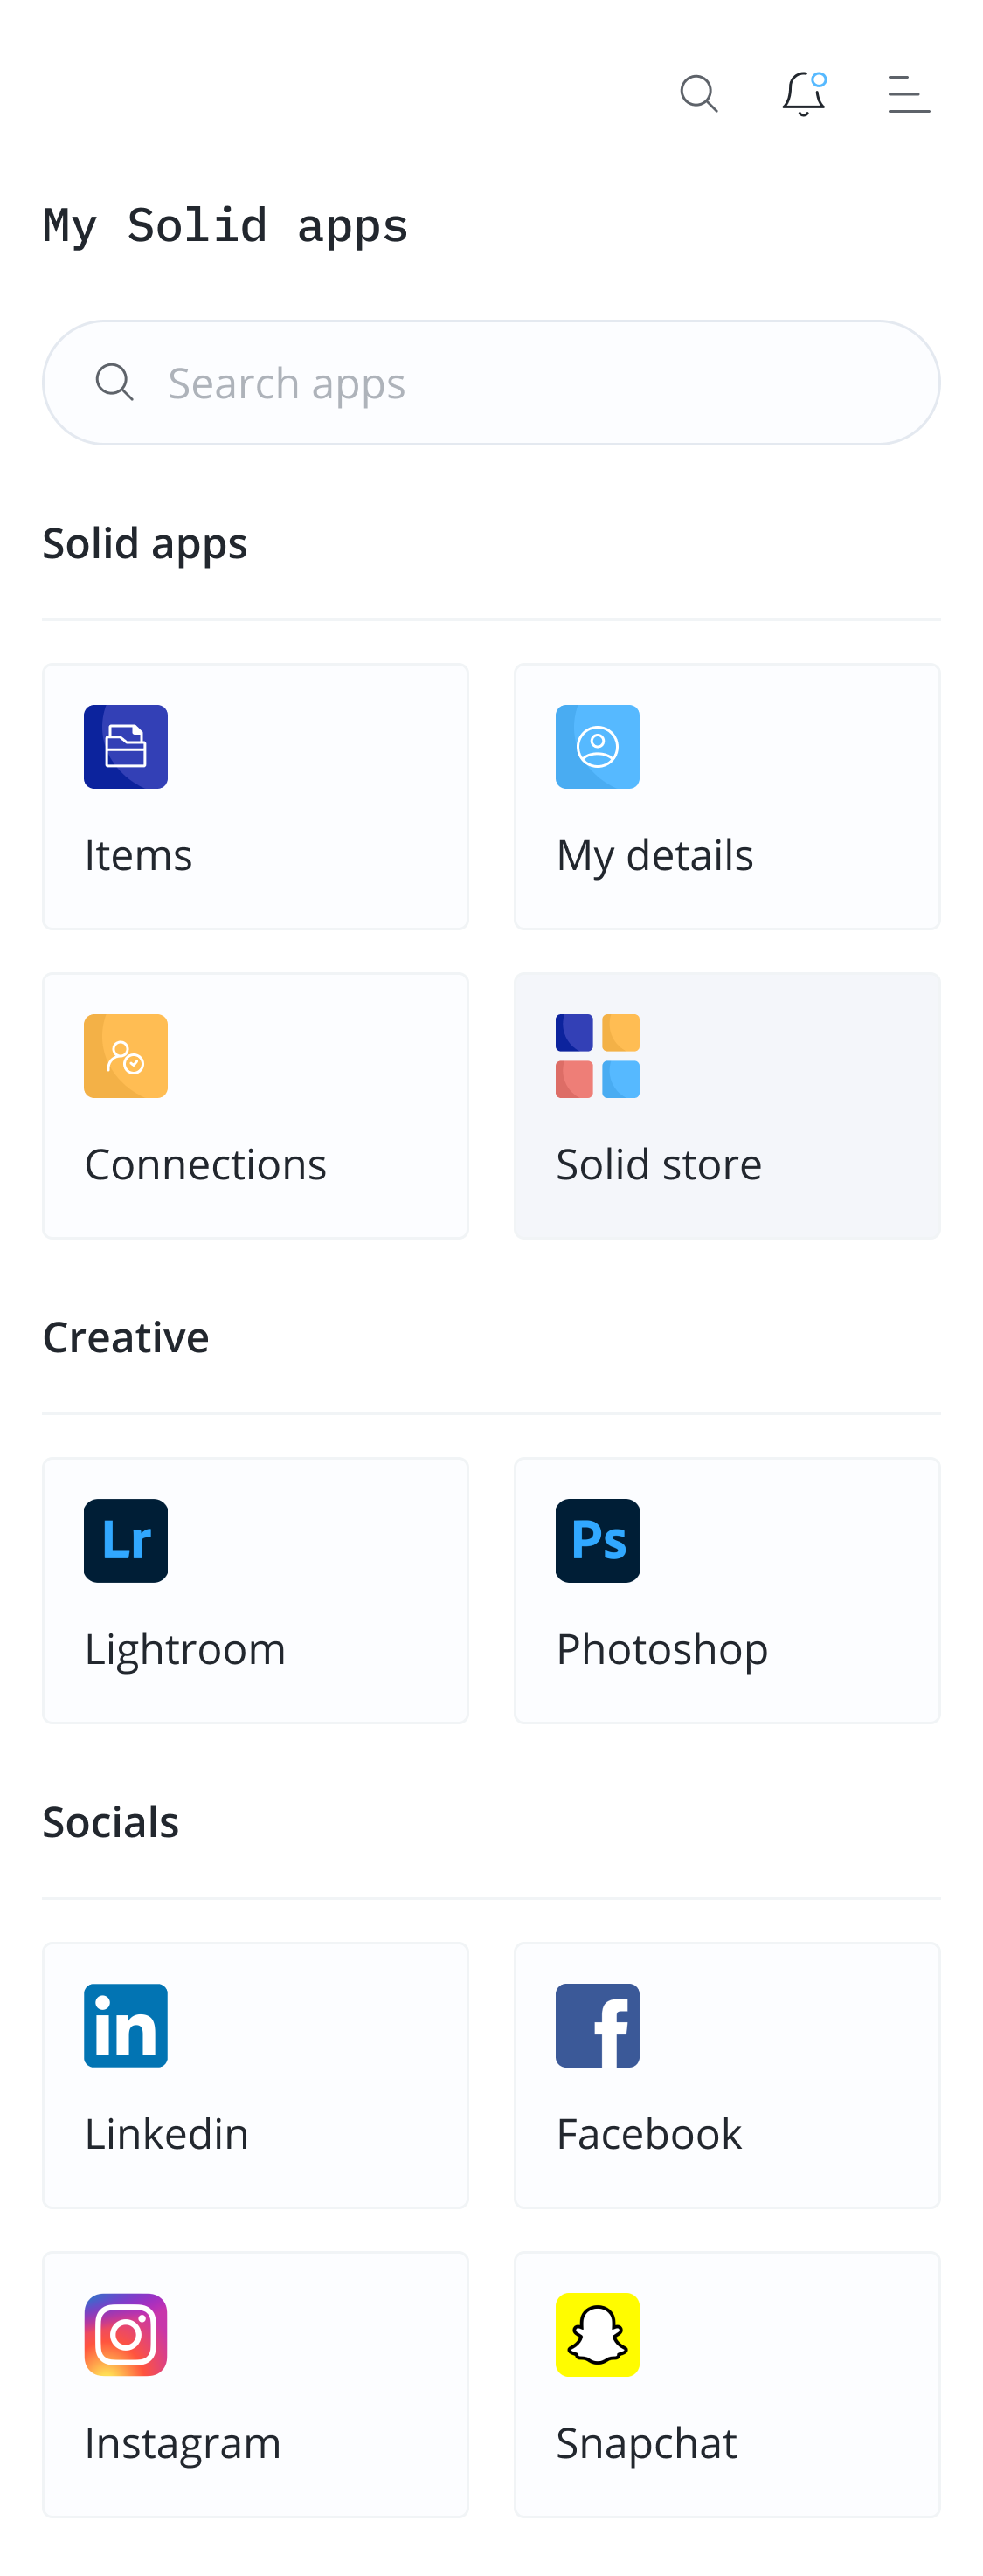 My Solid apps
Search apps
Solid apps
Items
My details
Connections
Solid store
Creative
Lr
Ps
Lightroom
Photoshop
Socials
in
f
Linkedin
Facebook
Instagram
Snapchat